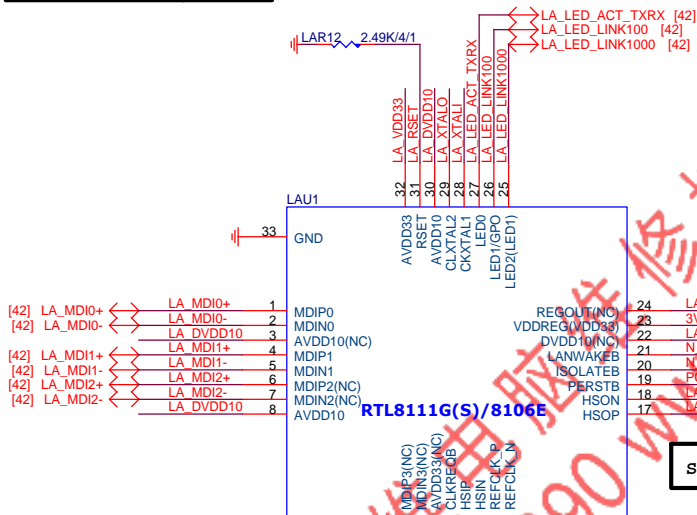 LA_LED_ACT_TXRX [42]
LA_LED_LINK100 [42]
LA_LED_LINK1000 [42]
LAR12 2.49K/4/1
LA_VDD33
LA_RSET
LA_DVDD10
LA_XTALO
LA_XTALI
LA_LED_ACT_TXRX
LA_LED_LINK100
LA_LED_LINK1000
32
31
30
29
28
27
26
25
LAU1
AVDD33
RSET
AVDD10
CLXTAL2
CKXTAL1
LED0
LED1/GPO
LED2(LED1)
33 GND
[42] LA_MDI0+ LA_MDI0+ 1 MDIP0
[42] LA_MDI0- LA_MDI0- 2 MDIN0
LA_DVDD10 3 AVDD10(NC)
[42] LA_MDI1+ LA_MDI1+ 4 MDIP1
[42] LA_MDI1- LA_MDI1- 5 MDIN1
[42] LA_MDI2+ LA_MDI2+ 6 MDIP2(NC)
[42] LA_MDI2- LA_MDI2- 7 MDIN2(NC)
LA_DVDD10 8 AVDD10
RTL8111G(S)/8106E
REGOUT(NC) 24
VDDREG(VDD33) 23
DVDD10(NC) 22
LANWAKEB 21
ISOLATEB 20
PERSTB 19
HSON 18
HSOP 17
MDIP3(NC)
MDIN3(NC)
AVDD33(NC)
CLKREQB
HSIP
HSIN
REFCLK_P
REFCLK_N
电脑维修